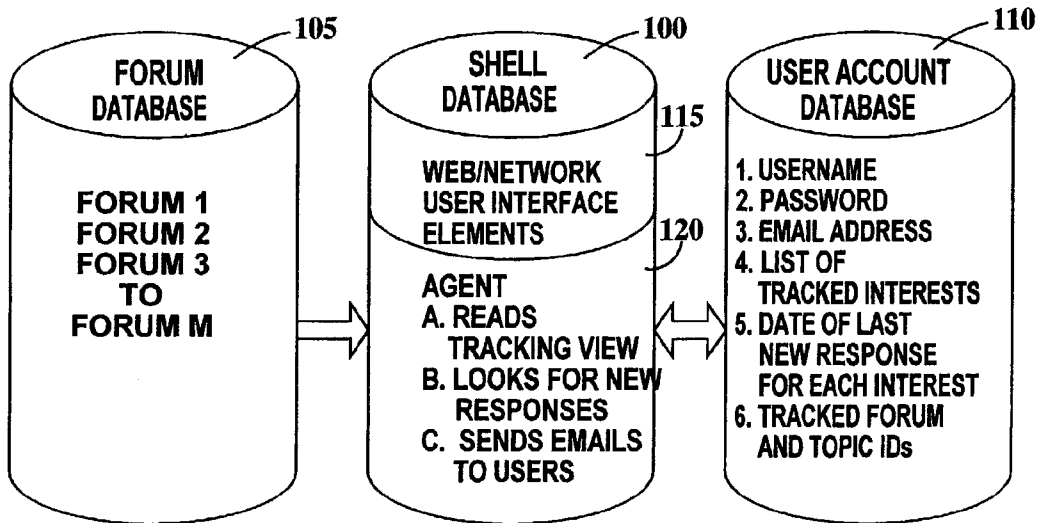 105
FORUM
DATABASE
FORUM 1
FORUM 2
FORUM 3
TO
FORUM M
100
SHELL
DATABASE
115
WEB/NETWORK
USER INTERFACE
ELEMENTS
120
AGENT
A. READS
TRACKING VIEW
B. LOOKS FOR NEW
RESPONSES
C. SENDS EMAILS
TO USERS
110
USER ACCOUNT
DATABASE
1. USERNAME
2. PASSWORD
3. EMAIL ADDRESS
4. LIST OF
TRACKED INTERESTS
5. DATE OF LAST
NEW RESPONSE
FOR EACH INTEREST
6. TRACKED FORUM
AND TOPIC IDs